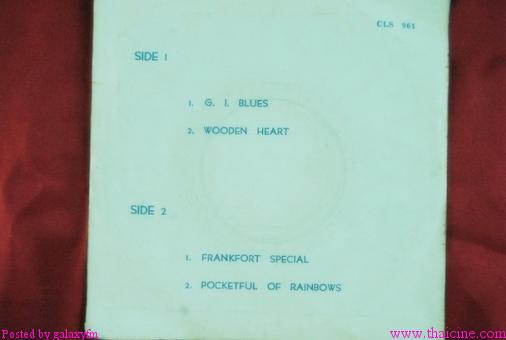 CLS 961
SIDE 1
1. G. I. BLUES
2. WOODEN HEART
SIDE 2
1. FRANKFORT SPECIAL
2. POCKETFUL OF RAINBOWS
Posted by galaxyfm
www.thaicine.com